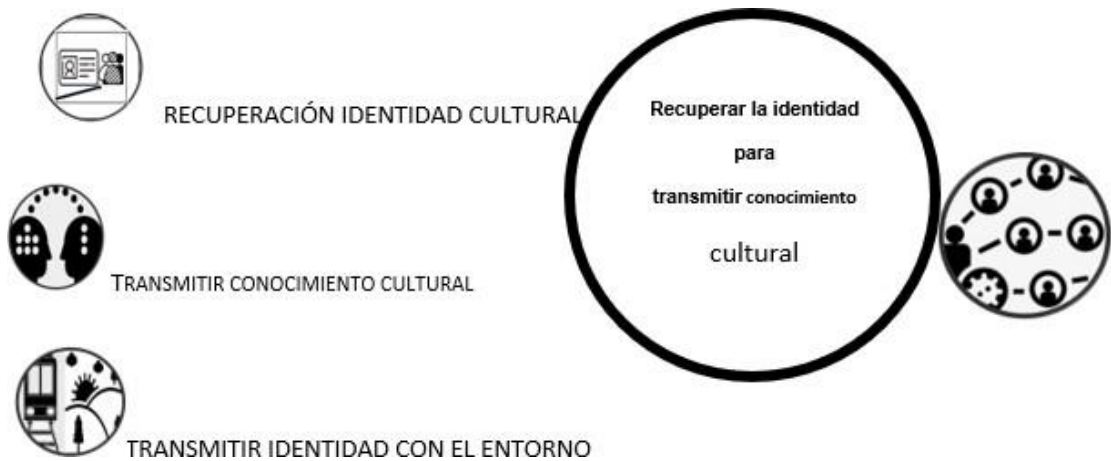 RECUPERACIÓN IDENTIDAD CULTURAL
TRANSMITIR CONOCIMIENTO CULTURAL
TRANSMITIR IDENTIDAD CON EL ENTORNO
Recuperar la identidad
para
transmitir conocimiento
cultural